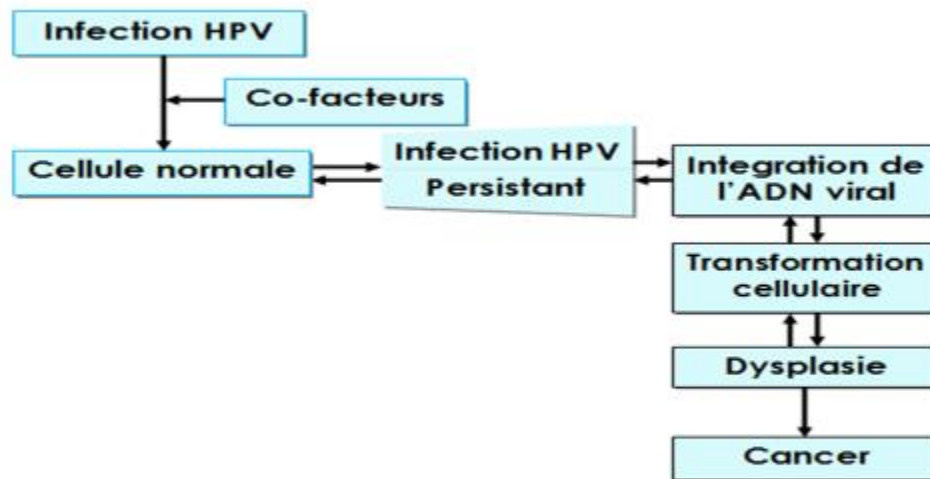 Infection HPV
Co-facteurs
Cellule normale
Infection HPV
Persistant
Integration de
l'ADN viral
Transformation
cellulaire
Dysplasie
Cancer